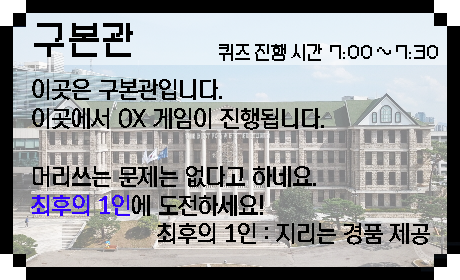 구본관
퀴즈 진행 시간 7:00~7:30
이곳은 구본관입니다.
이곳에서 OX 게임이 진행됩니다.
머리쓰는 문제는 없다고 하네요.
최후의 1인에 도전하세요!
최후의 1인 : 지리는 경품 제공